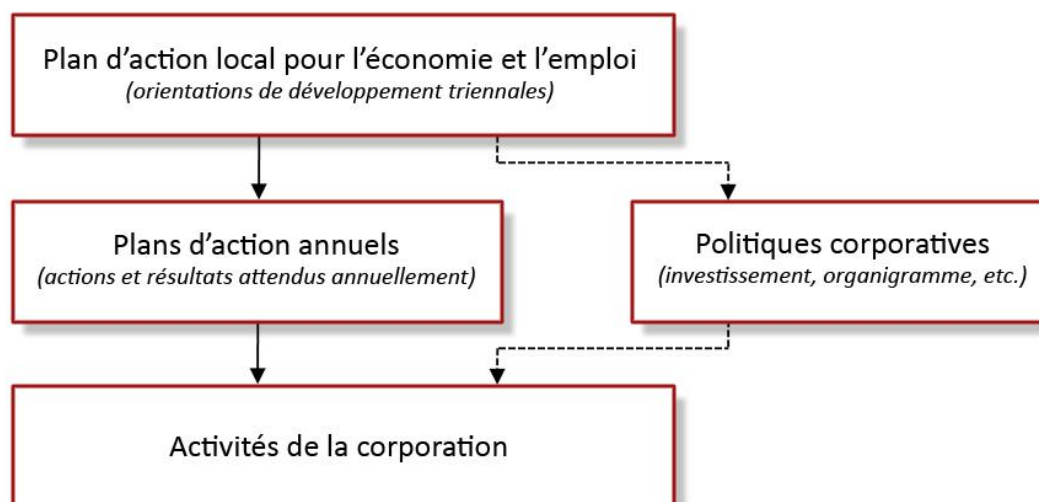 Plan d’action local pour l’économie et l’emploi
(orientations de développement triennales)
Plans d’action annuels
(actions et résultats attendus annuellement)
Politiques corporatives
(investissement, organigramme, etc.)
Activités de la corporation